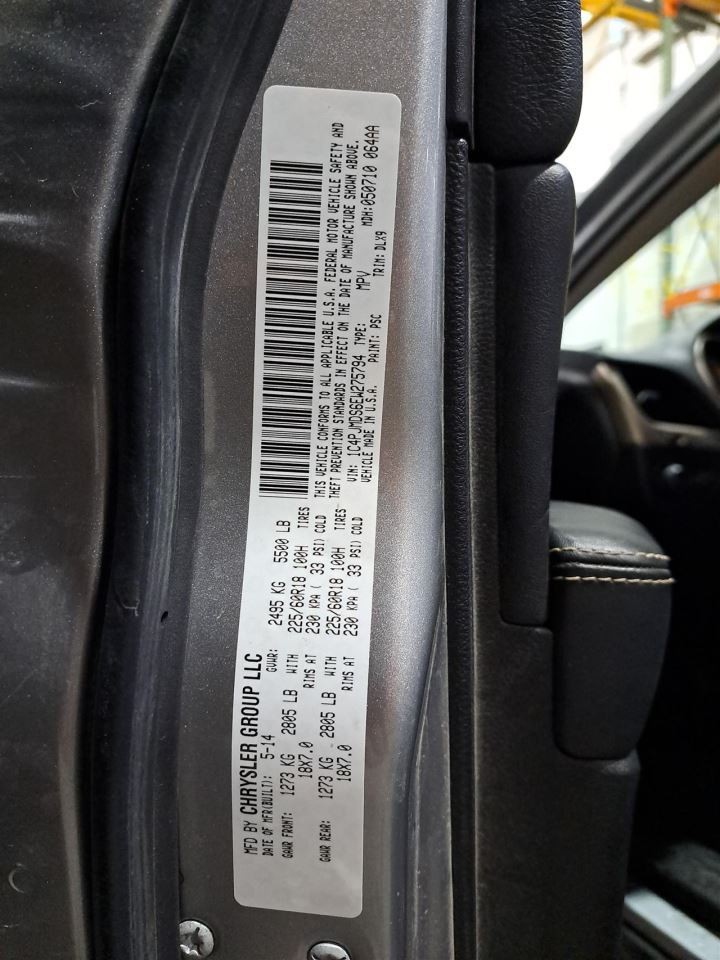 MFD BY CHRYSLER GROUP LLC
DATE OF MFR(BUILT): 5-14 GVWR: 2495 KG 5500 LB
GAWR FRONT: 1273 KG 2805 LB WITH 225/60R18 100H TIRES
18X7.0 RIMS AT 230 KPA ( 33 PSI) COLD
GAWR REAR: 1273 KG 2805 LB WITH 225/60R18 100H TIRES
18X7.0 RIMS AT 230 KPA ( 33 PSI) COLD
THIS VEHICLE CONFORMS TO ALL APPLICABLE U.S.A. FEDERAL MOTOR VEHICLE SAFETY AND
THEFT PREVENTION STANDARDS IN EFFECT ON THE DATE OF MANUFACTURE SHOWN ABOVE.
VIN: 1C4PJMDS6EW275794 TYPE: MPV MDH:050710 064AA
VEHICLE MADE IN U.S.A. PAINT: PSC TRIM: DLX9